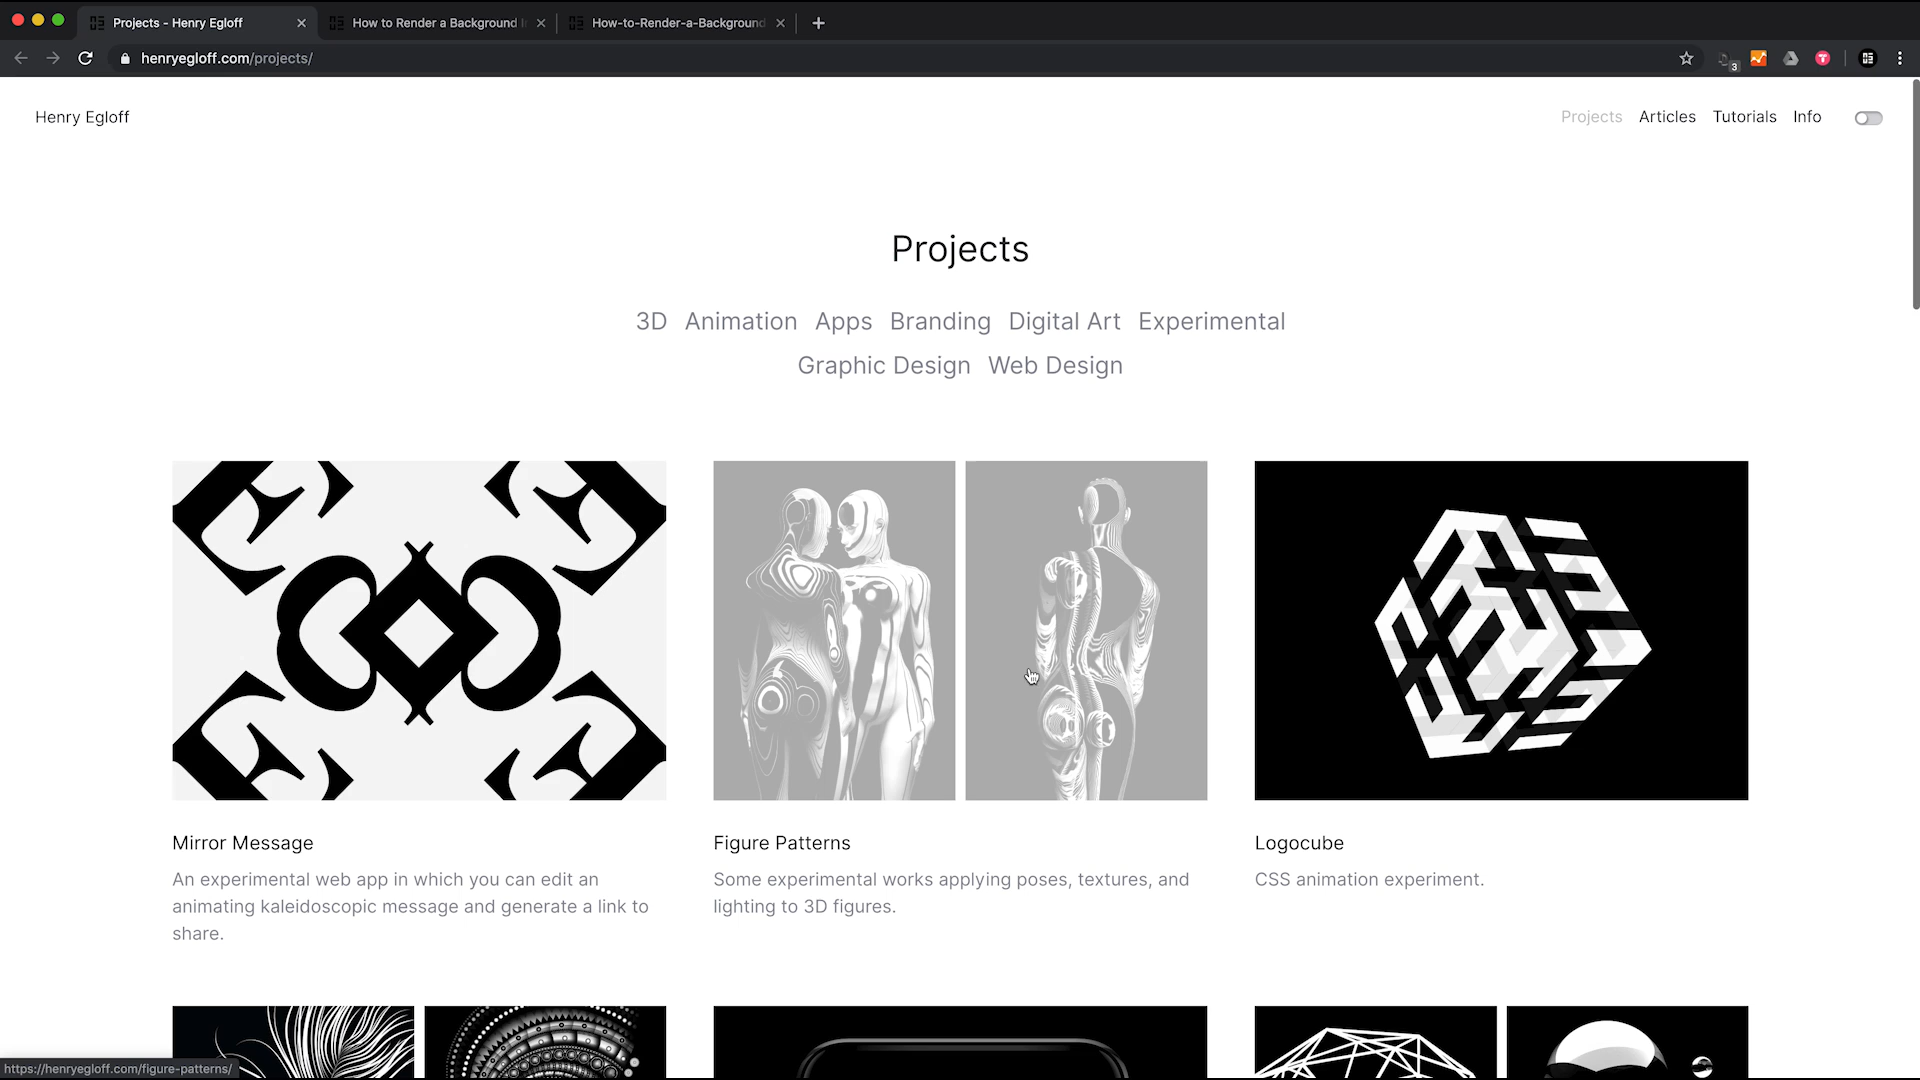 Projects - Henry Egloff
How to Render a Background I
How-to-Render-a-Background
henryegloff.com/projects/
3
Henry Egloff
Projects Articles Tutorials Info
Projects
3D Animation Apps Branding Digital Art Experimental
Graphic Design Web Design
Mirror Message
An experimental web app in which you can edit an
animating kaleidoscopic message and generate a link to
share.
Figure Patterns
Some experimental works applying poses, textures, and
lighting to 3D figures.
Logocube
CSS animation experiment.
https://henryegloff.com/figure-patterns/